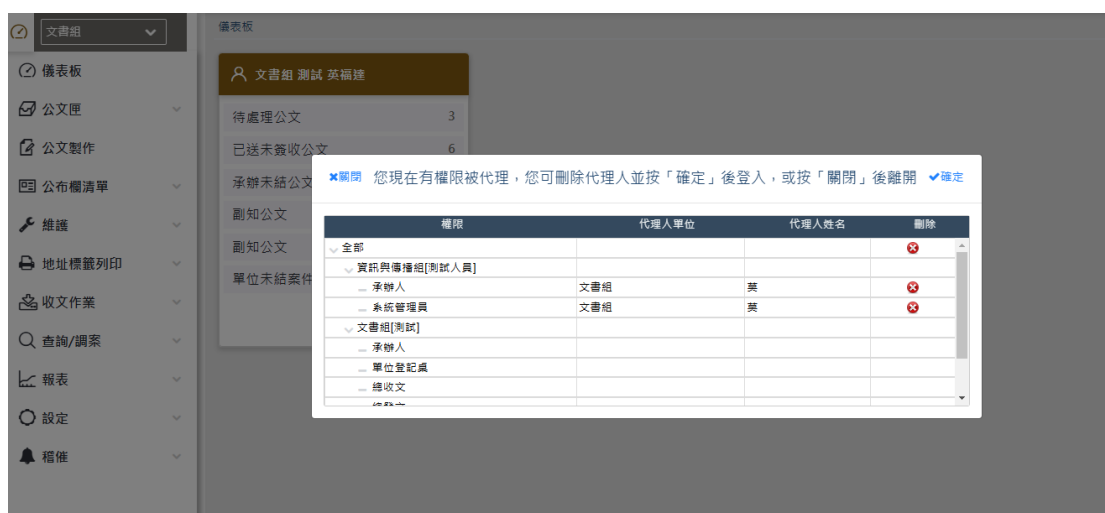 文書組
儀表板
公文匣
公文製作
公布欄清單
維護
地址標籤列印
收文作業
查詢/調案
報表
設定
稽催
儀表板
文書組 測試 英福達
待處理公文 3
已送未簽收公文 6
承辦未結公文
副知公文
副知公文
單位未結案件
關閉 您現在有權限被代理,您可刪除代理人並按「確定」後登入,或按「關閉」後離開 確定
權限 代理人單位 代理人姓名 刪除
全部
資訊與傳播組[測試人員]
承辦人 文書組 英
系統管理員 文書組 英
文書組[測試]
承辦人
單位登記桌
總收文